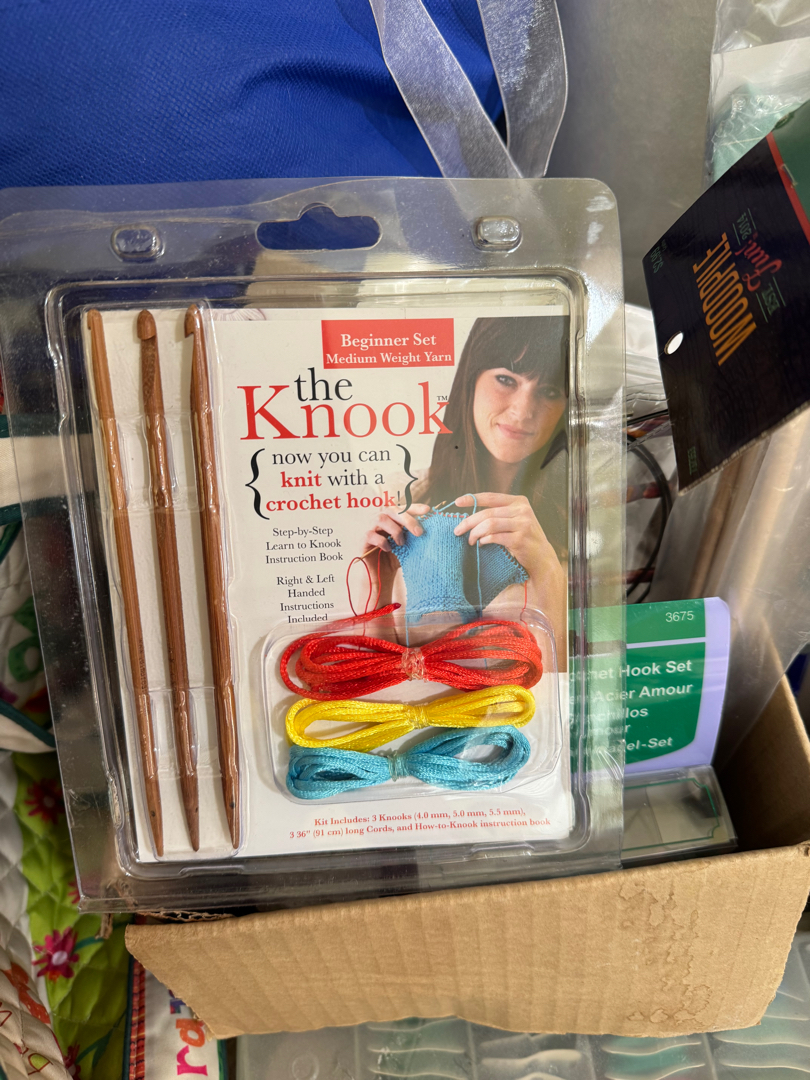 Beginner Set
Medium Weight Yarn
the
Knook™
now you can
knit with a
crochet hook!
Step-by-Step
Learn to Knook
Instruction Book
Right & Left
Handed
Instructions
Included
Kit Includes: 3 Knooks (4.0 mm, 5.0 mm, 5.5 mm),
3 36" (91 cm) long Cords, and How-to-Knook instruction book
WOODPILE
fun!
3675
Hook Set
Acier Amour